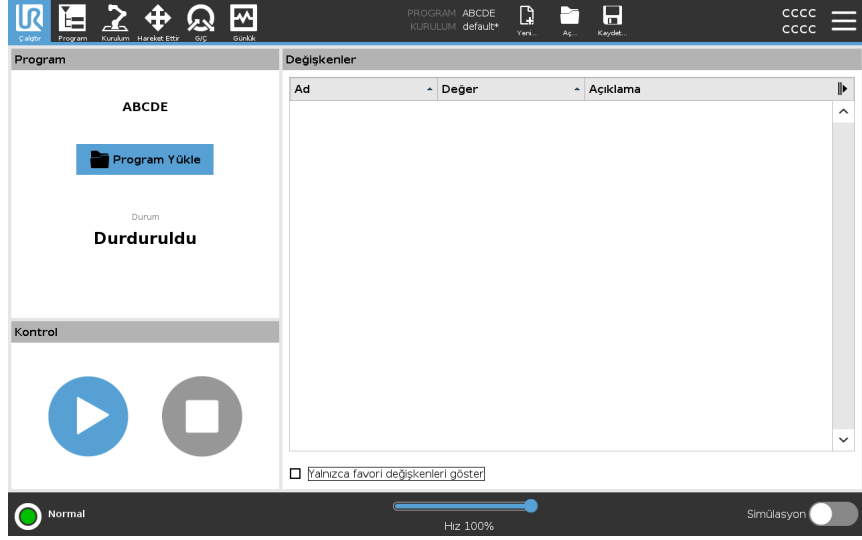 Çalıştır
Program
Kurulum
Hareket Ettir
G/Ç
Günlük
PROGRAM ABCDE
KURULUM default*
Yeni...
Aç...
Kaydet...
CCCC
CCCC
Program
ABCDE
Program Yükle
Durum
Durduruldu
Kontrol
Değişkenler
Ad
Değer
Açıklama
Yalnızca favori değişkenleri göster
Normal
Hız 100%
Simülasyon